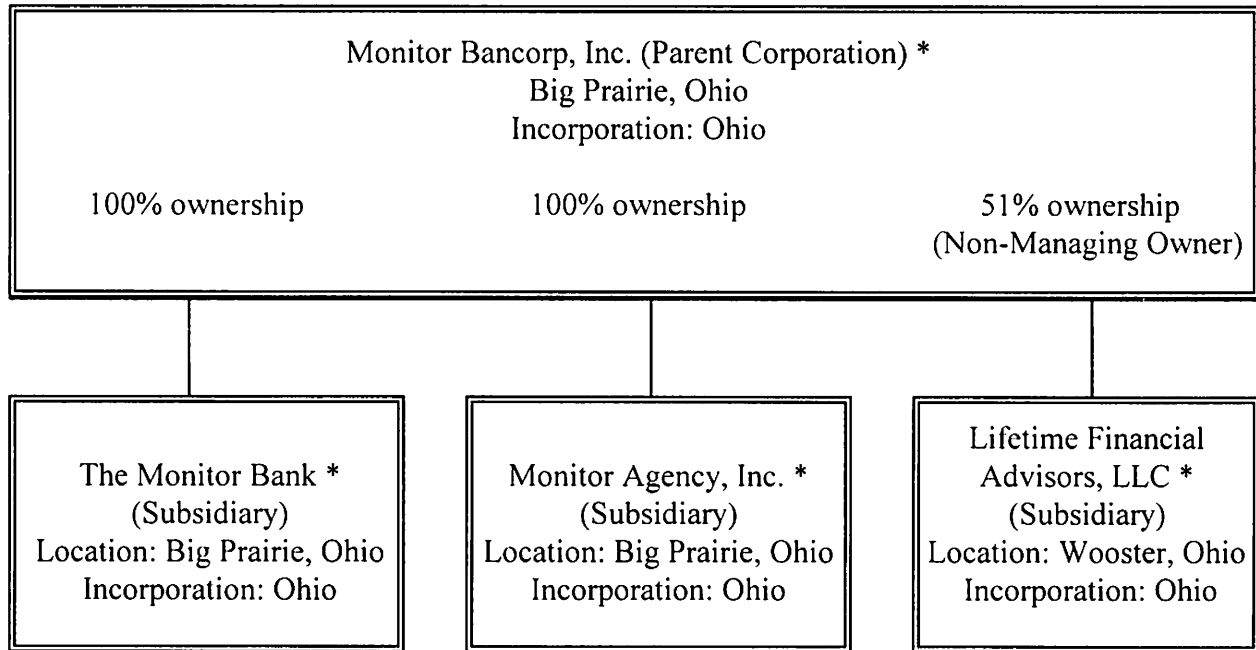 Monitor Bancorp, Inc. (Parent Corporation) *
Big Prairie, Ohio
Incorporation: Ohio
100% ownership
100% ownership
51% ownership
(Non-Managing Owner)
The Monitor Bank *
(Subsidiary)
Location: Big Prairie, Ohio
Incorporation: Ohio
Monitor Agency, Inc. *
(Subsidiary)
Location: Big Prairie, Ohio
Incorporation: Ohio
Lifetime Financial
Advisors, LLC *
(Subsidiary)
Location: Wooster, Ohio
Incorporation: Ohio